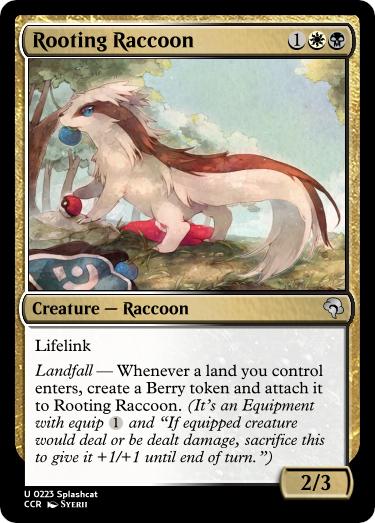 Rooting Raccoon 1
Creature — Raccoon
Lifelink
Landfall — Whenever a land you control
enters, create a Berry token and attach it
to Rooting Raccoon. (It's an Equipment
with equip 1 and “If equipped creature
would deal or be dealt damage, sacrifice this
to give it +1/+1 until end of turn.”)
2/3
U 0223 Splashcat
CCR Syerii